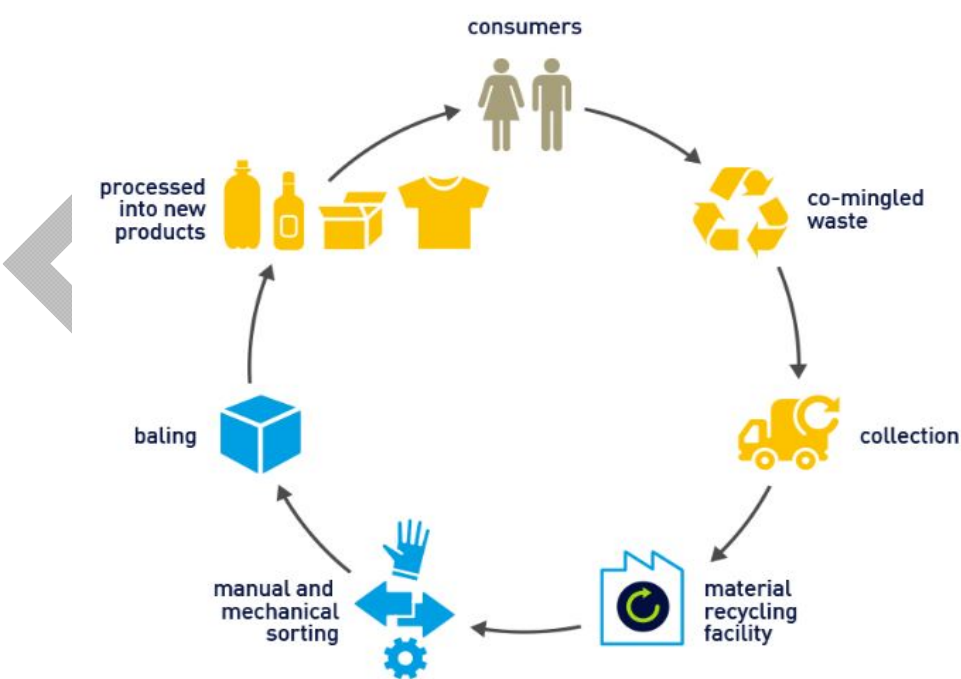 consumers
co-mingled
waste
collection
material
recycling
facility
manual and
mechanical
sorting
baling
processed
into new
products